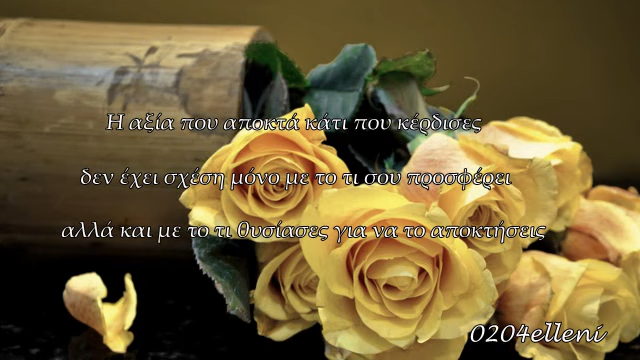 Η αξία που αποκτά κάτι που κέρδισες
δεν έχει σχέση μόνο με το τι σου προσφέρει
αλλά και με το τι θυσίασες για να το αποκτήσεις
0204elleni